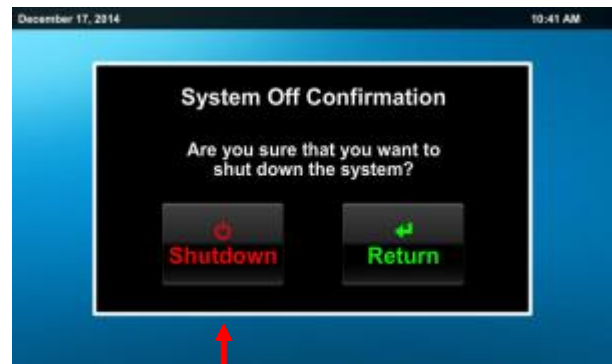 December 17, 2014 10:41 AM
System Off Confirmation
Are you sure that you want to
shut down the system?
Shutdown Return